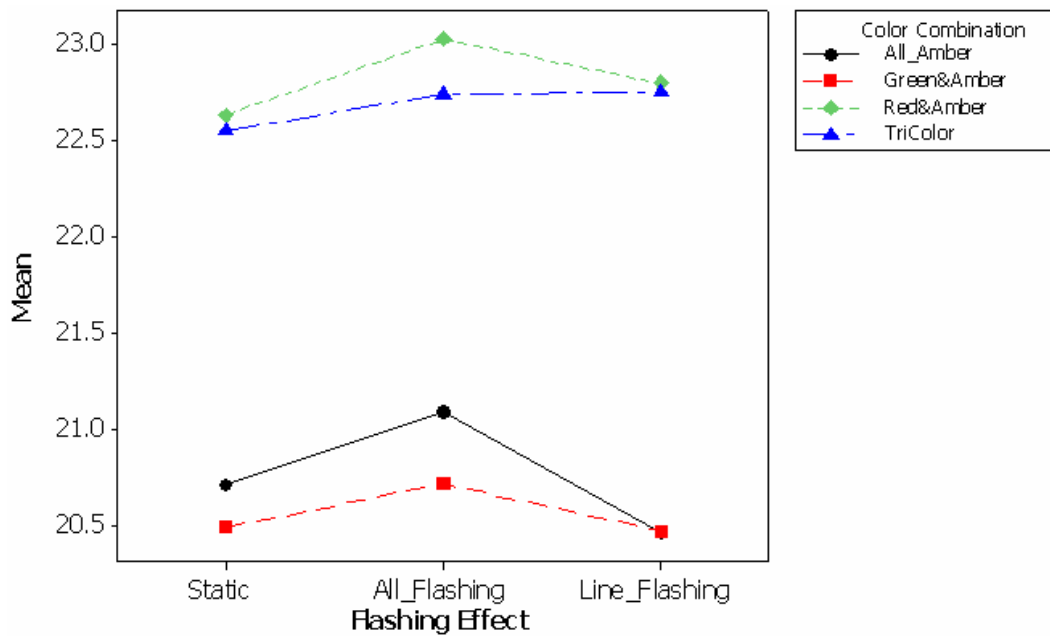 Color Combination
All_Amber
Green&Amber
Red&Amber
TriColor
23.0
22.5
22.0
21.5
21.0
20.5
Mean
Static All_Flashing Line_Flashing
Flashing Effect